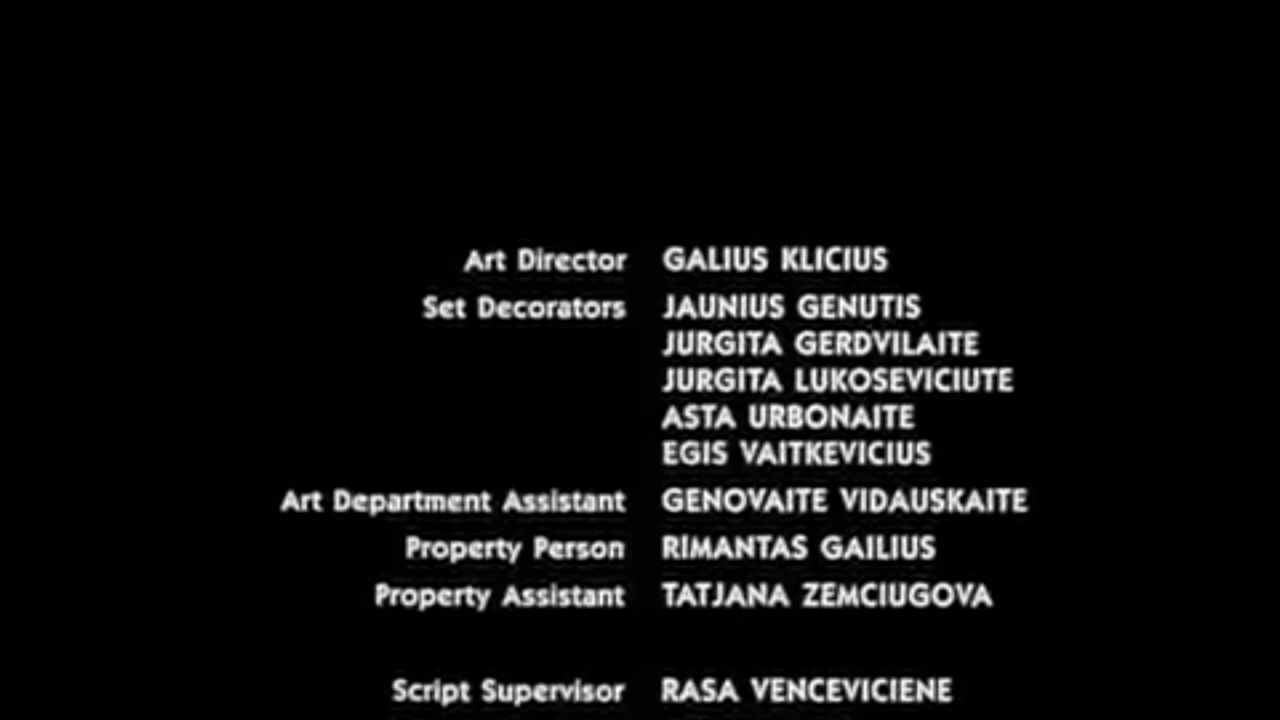 Art Director GALIUS KLICIUS
Set Decorators JAUNIUS GENUTIS
JURGITA GERDVILAITE
JURGITA LUKOSEVICIUTE
ASTA URBONAITE
EGIS VAITKEVICIUS
Art Department Assistant GENOVAITE VIDAUSKAITE
Property Person RIMANTAS GAILIUS
Property Assistant TATJANA ZEMCIUGOVA
Script Supervisor RASA VENCEVICIENE